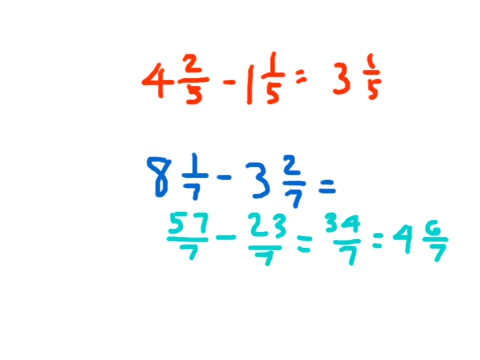 4 2/5 - 1 1/5 = 3 1/5
8 1/7 - 3 2/7 =
57/7 - 23/7 = 34/7 = 4 6/7